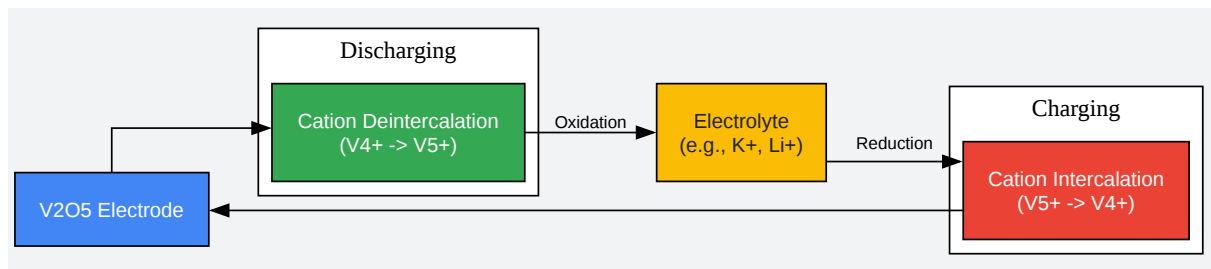 Discharging
Cation Deintercalation
(V4+ -> V5+)
Oxidation
Electrolyte
(e.g., K+, Li+)
Reduction
Charging
Cation Intercalation
(V5+ -> V4+)
V2O5 Electrode